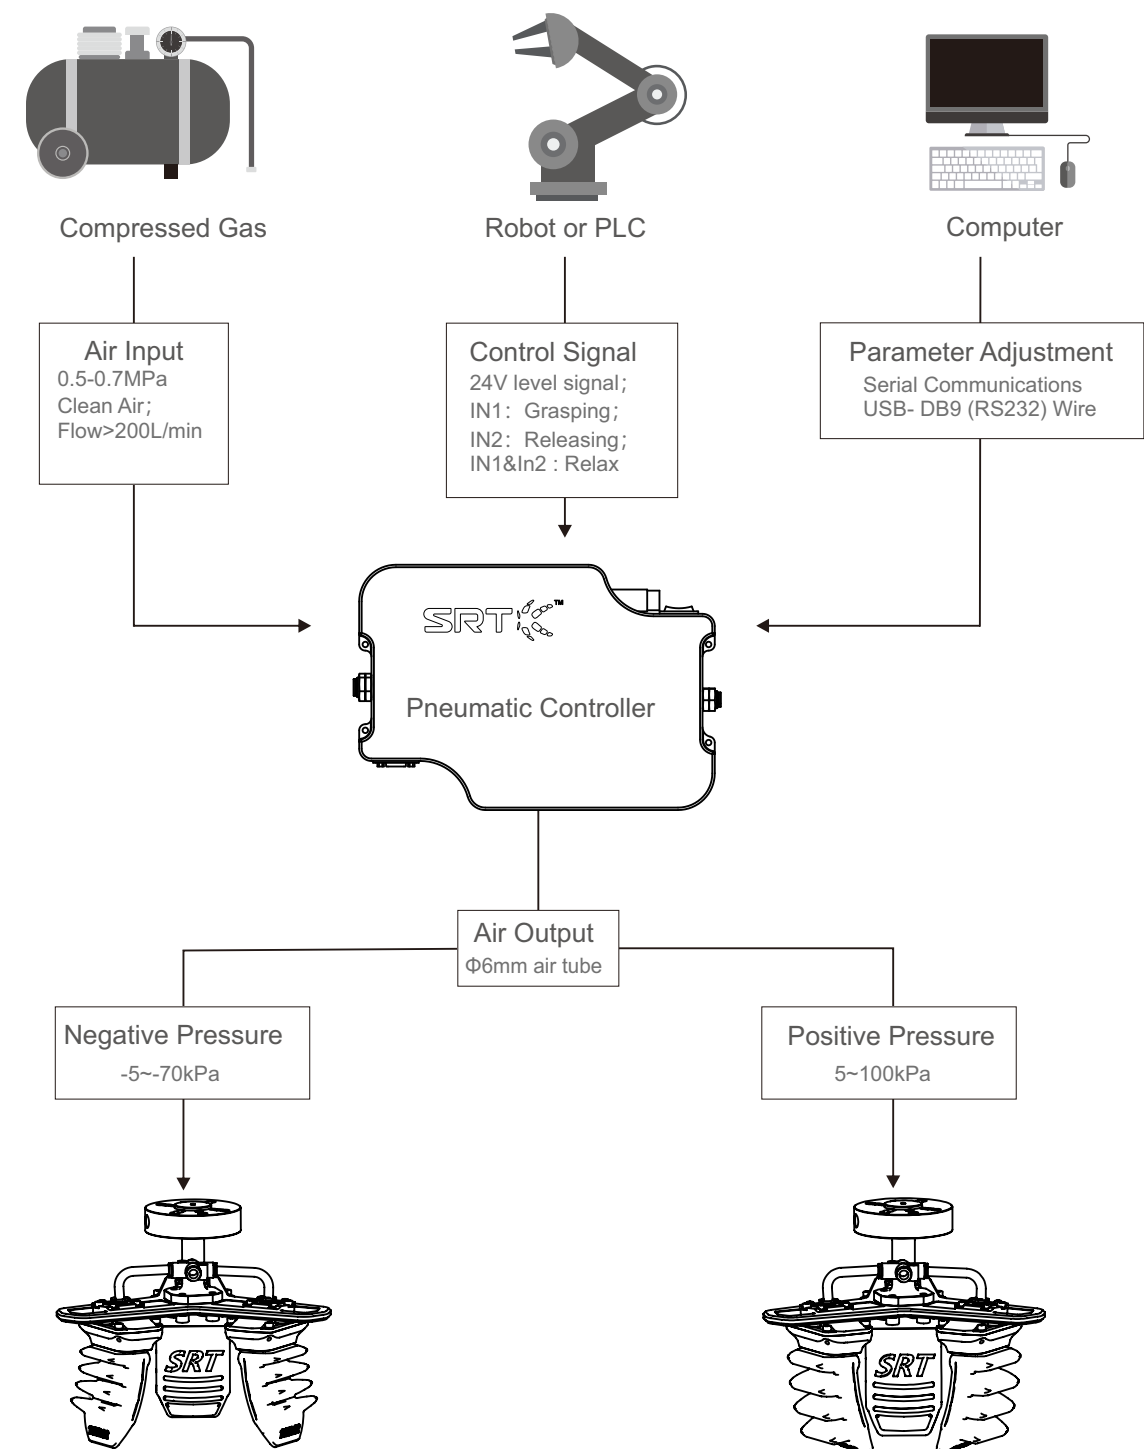 Compressed Gas
Robot or PLC
Computer
Air Input
0.5-0.7MPa
Clean Air;
Flow>200L/min
Control Signal
24V level signal;
IN1: Grasping;
IN2: Releasing;
IN1&In2 : Relax
Parameter Adjustment
Serial Communications
USB- DB9 (RS232) Wire
SRT ™
Pneumatic Controller
Air Output
Φ6mm air tube
Negative Pressure
-5~-70kPa
Positive Pressure
5~100kPa
SRT
SRT